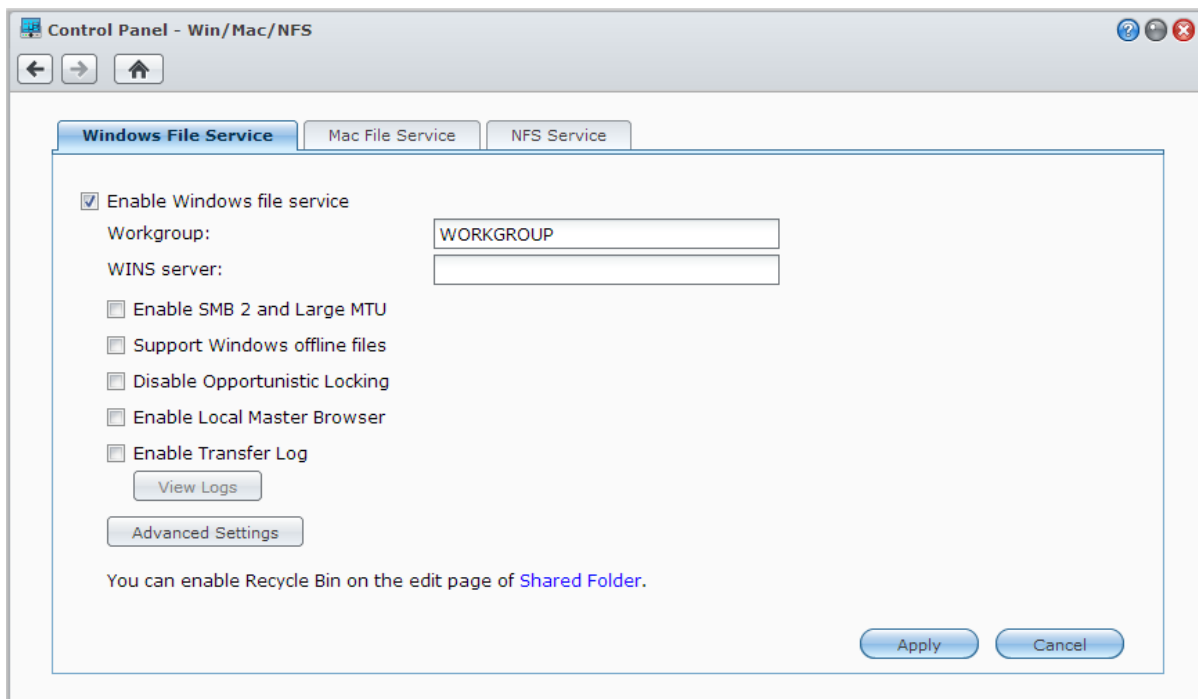 Control Panel - Win/Mac/NFS
Windows File Service Mac File Service NFS Service
Enable Windows file service
Workgroup: WORKGROUP
WINS server:
Enable SMB 2 and Large MTU
Support Windows offline files
Disable Opportunistic Locking
Enable Local Master Browser
Enable Transfer Log
View Logs
Advanced Settings
You can enable Recycle Bin on the edit page of Shared Folder.
Apply Cancel